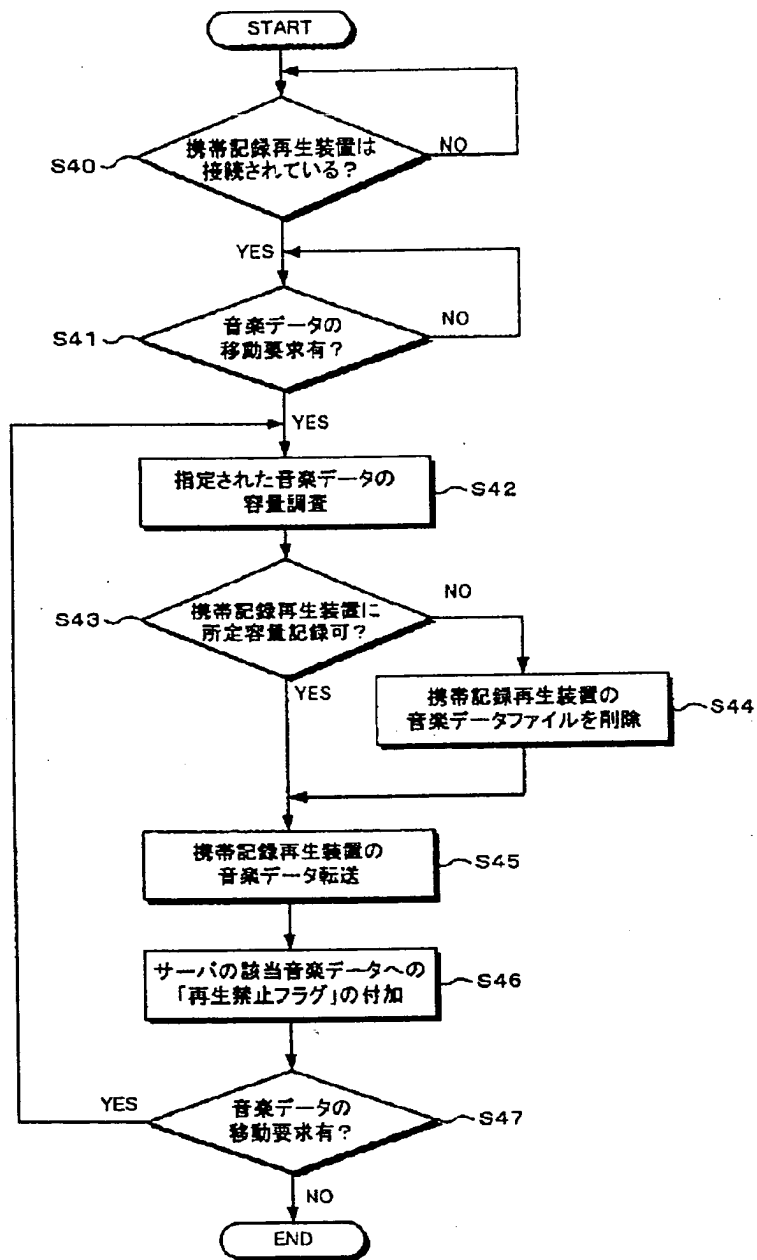 START
S40
携帯記録再生装置は
接続されている?
NO
YES
S41
音楽データの
移動要求有?
NO
YES
指定された音楽データの
容量調査
S42
S43
携帯記録再生装置に
所定容量記録可?
NO
YES
携帯記録再生装置の
音楽データファイルを削除
S44
携帯記録再生装置の
音楽データ転送
S45
サーバの該当音楽データへの
「再生禁止フラグ」の付加
S46
YES
音楽データの
移動要求有?
S47
NO
END